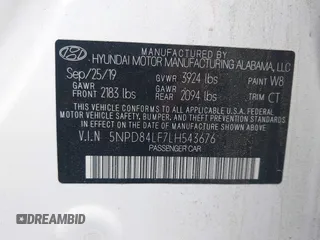 MANUFACTURED BY
HYUNDAI MOTOR MANUFACTURING ALABAMA, LLC
Sep/25/19 GVWR 3924 lbs PAINT W8
GAWR FRONT 2183 lbs GAWR REAR 2094 lbs TRIM CT
THIS VEHICLE CONFORMS TO ALL APPLICABLE U.S. FEDERAL MOTOR
VEHICLE SAFETY, BUMPER, AND THEFT PREVENTION STANDARDS IN
EFFECT ON THE DATE OF MANUFACTURE SHOWN ABOVE.
V.I.N 5NPD84LF7LH543676
PASSENGER CAR